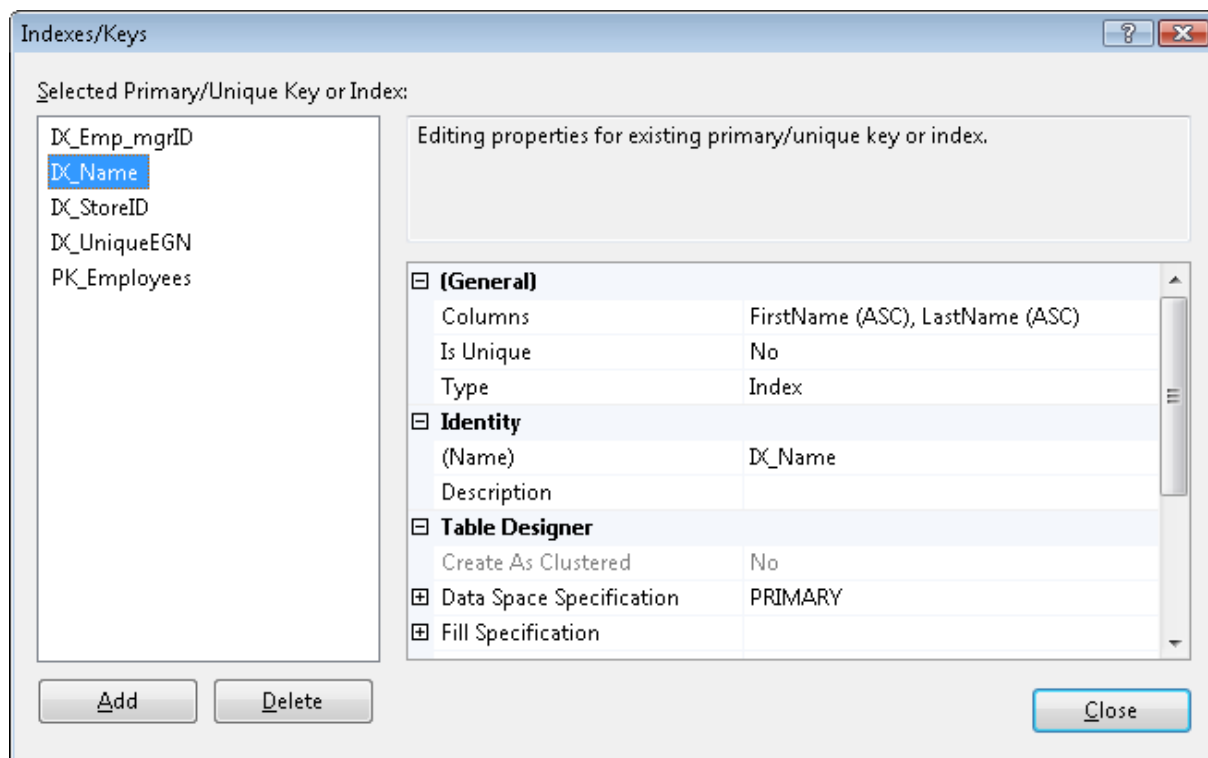 Indexes/Keys
Selected Primary/Unique Key or Index:
IX_Emp_mgrID
IX_Name
IX_StoreID
IX_UniqueEGN
PK_Employees
Editing properties for existing primary/unique key or index.
(General)
Columns FirstName (ASC), LastName (ASC)
Is Unique No
Type Index
Identity
(Name) IX_Name
Description
Table Designer
Create As Clustered No
Data Space Specification PRIMARY
Fill Specification
Add Delete
Close